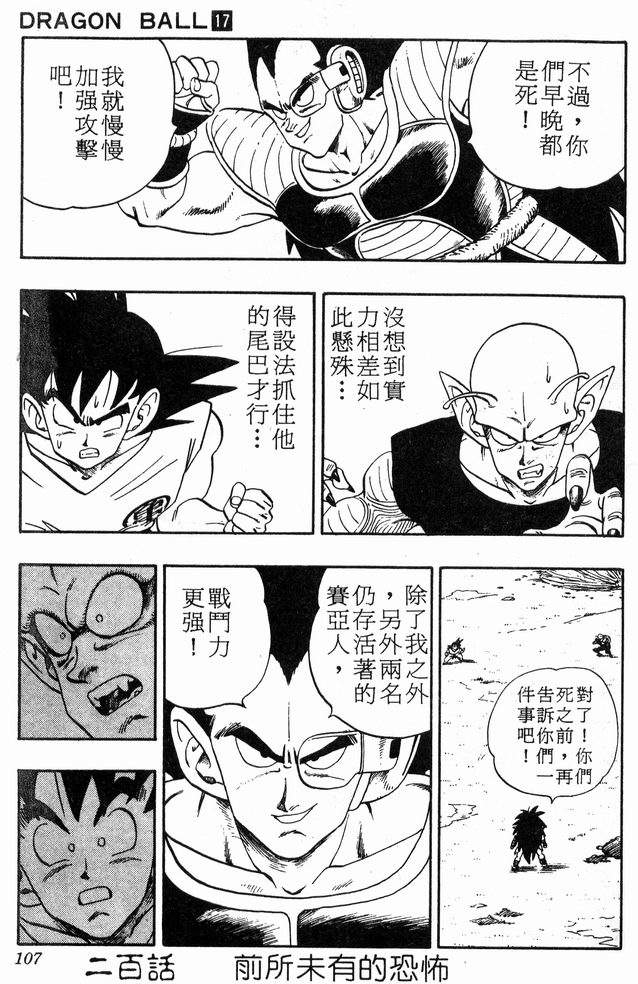 DRAGON BALL 17
不過，你
們早晚都
是死！
我就慢慢
加强攻擊
吧！
沒想到實
力相差如
此懸殊…
得設法抓住他
的尾巴才行…
對了！你們
死之前，再
告訴你們一
件事吧！
除了我之外
，另外兩名
仍存活著的
賽亞人，
戰鬥力
更强！
107
二百話 前所未有的恐怖